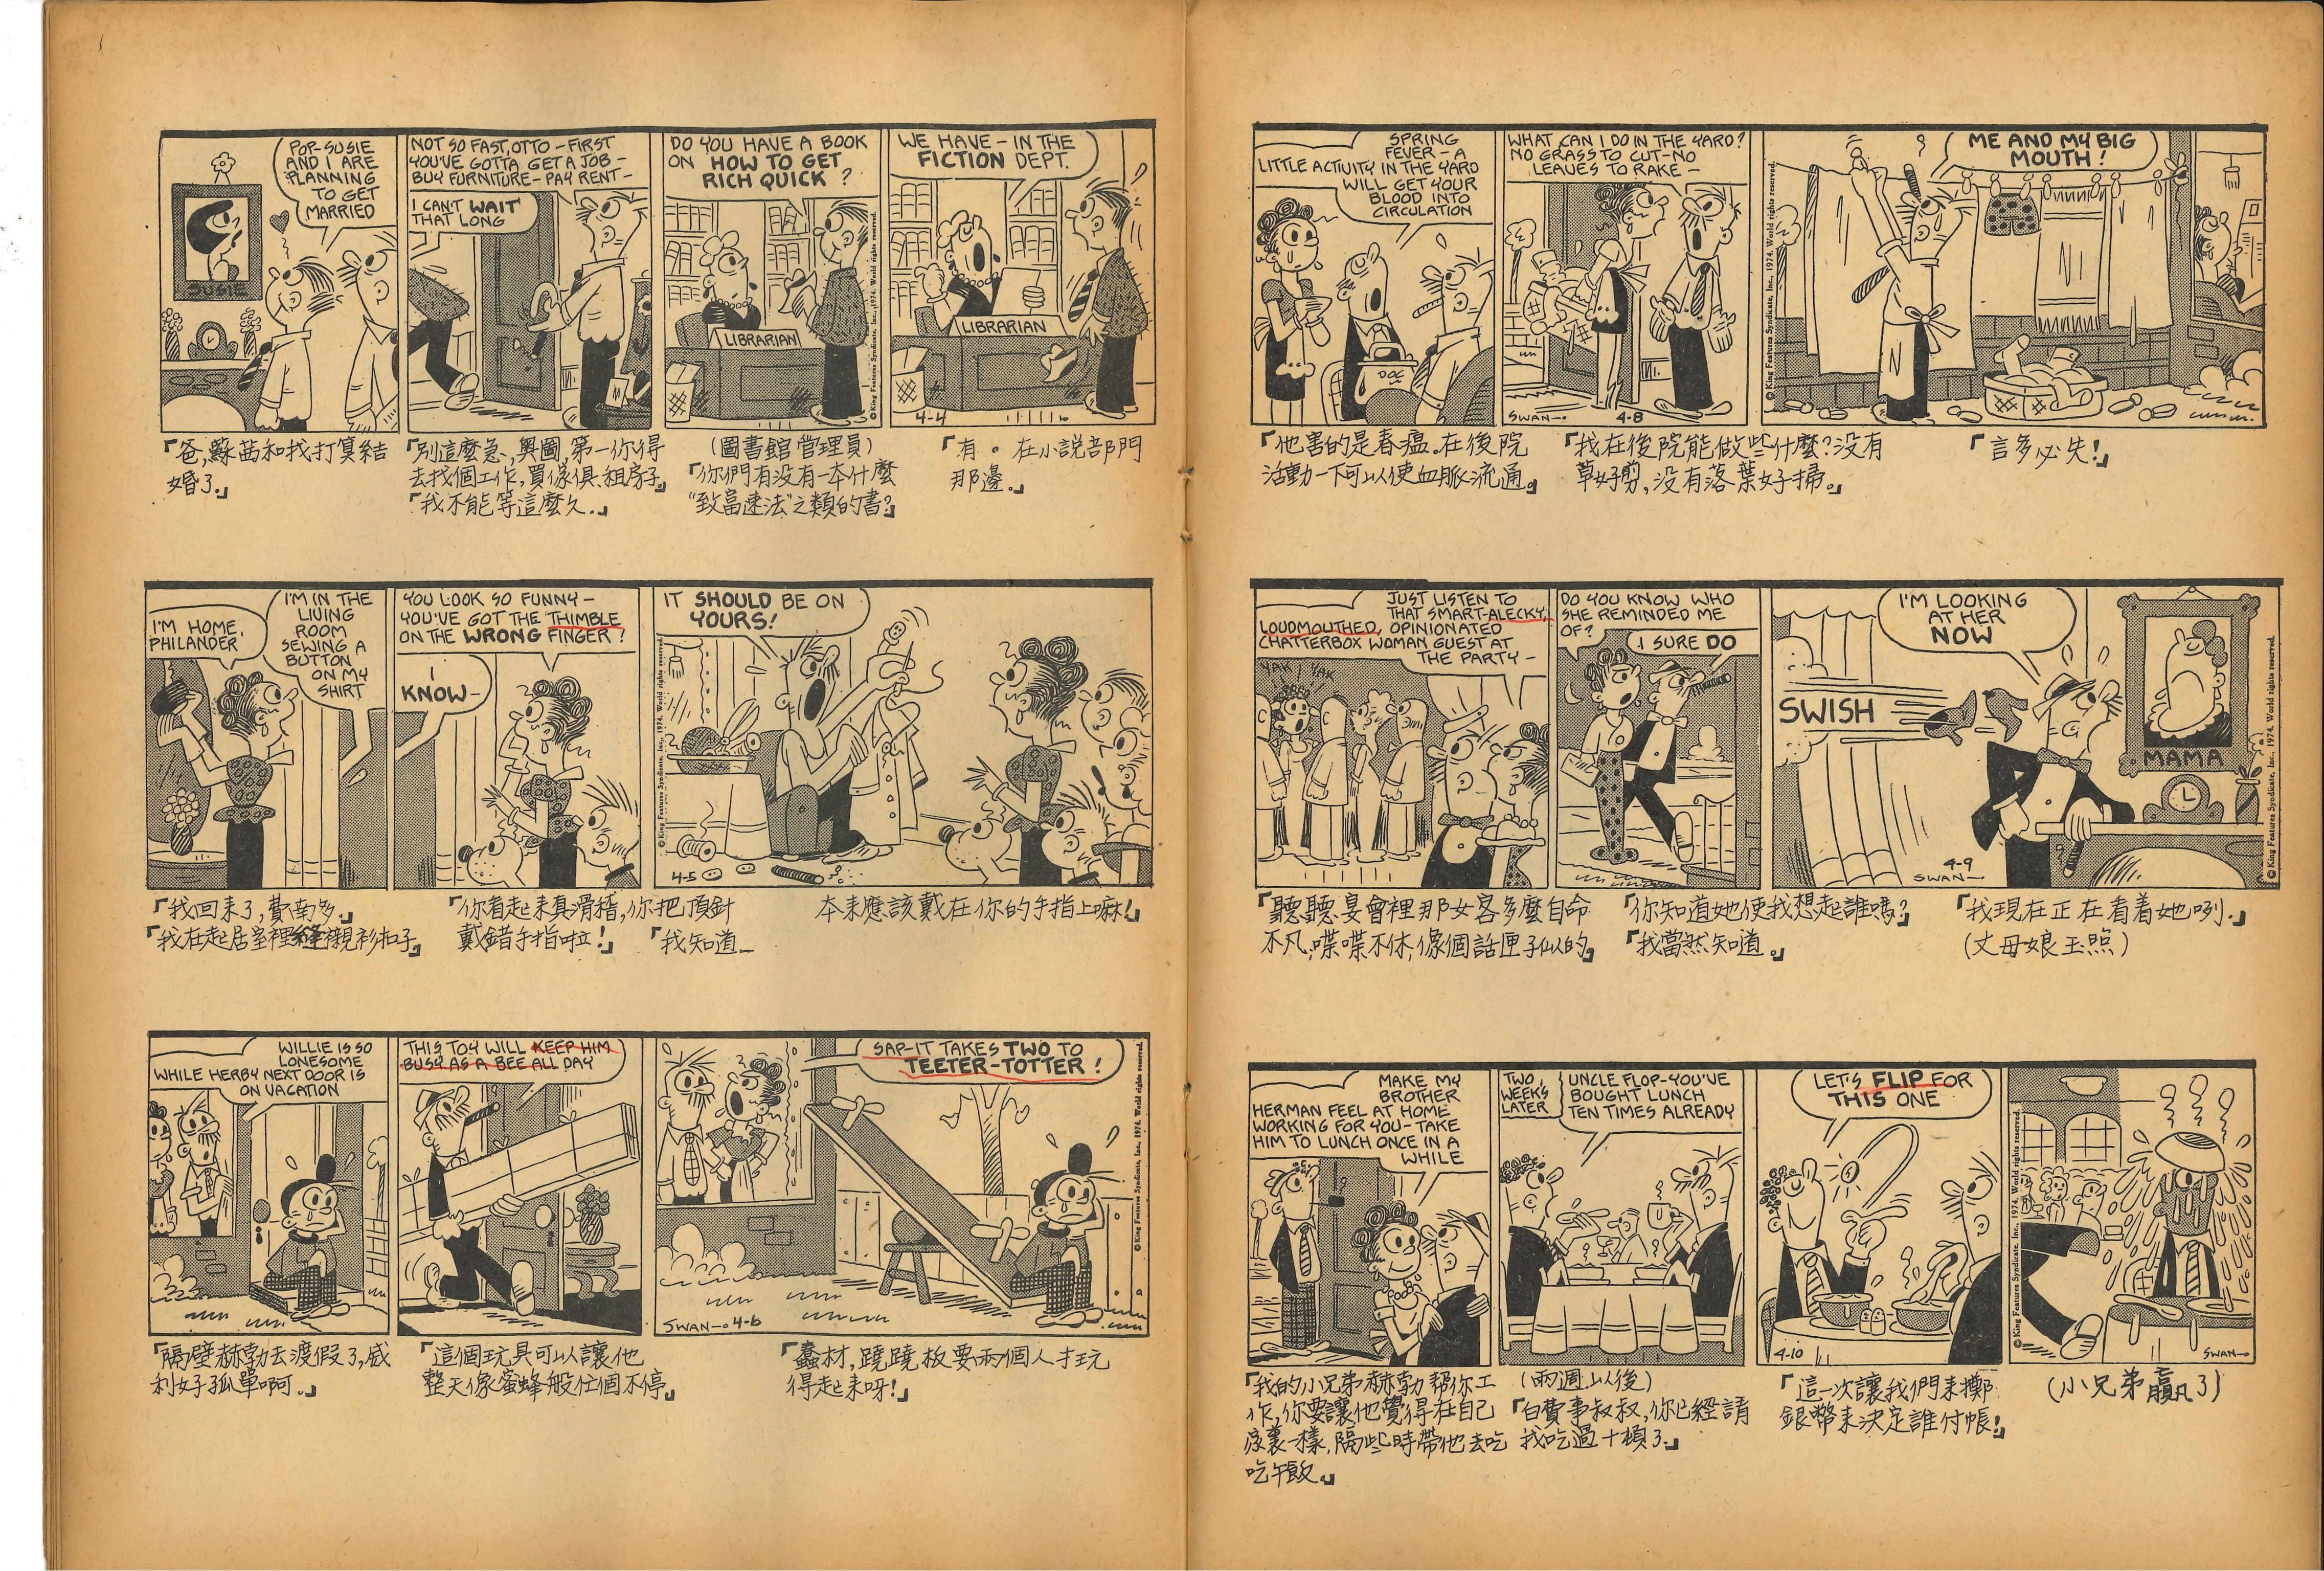 POP-SUSIE
AND I ARE
PLANNING
TO GET
MARRIED
SUSIE
NOT SO FAST, OTTO - FIRST
YOU'VE GOTTA GET A JOB -
BUY FURNITURE - PAY RENT -
I CAN'T WAIT
THAT LONG
DO YOU HAVE A BOOK
ON HOW TO GET
RICH QUICK ?
LIBRARIAN
© King Features Syndicate, Inc., 1974. World rights reserved.
WE HAVE - IN THE
FICTION DEPT.
LIBRARIAN
4-4
「爸,蘇茜和我打算結
婚了.」
「別這麼急,奧圖,第一你得
去找個工作,買傢俱.租房子.」
「我不能等這麼久.」
(圖書館管理員)
「你們有没有一本什麼
"致富速法"之類的書?」
「有。在小説部門
那邊.」
I'M HOME,
PHILANDER
I'M IN THE
LIVING
ROOM
SEWING A
BUTTON
ON MY
SHIRT
YOU LOOK SO FUNNY -
YOU'VE GOT THE THIMBLE
ON THE WRONG FINGER !
I
KNOW -
IT SHOULD BE ON
YOURS!
© King Features Syndicate, Inc., 1974. World rights reserved.
4-5
「我回来了,費南多.」
「我在起居室裡縫襯衫扣子.」
「你看起来真滑稽,你把頂針
戴錯手指啦!」
「我知道_
本来應該戴在你的手指上嘛!」
WILLIE IS SO
LONESOME
WHILE HERBY NEXT DOOR IS
ON VACATION
THIS TOY WILL KEEP HIM
BUSY AS A BEE ALL DAY
SAP-IT TAKES TWO TO
TEETER-TOTTER !
© King Features Syndicate, Inc., 1974. World rights reserved.
SWAN 4-6
「隔壁赫勃去渡假了,威
利好孤單啊.」
「這個玩具可以讓他
整天像蜜蜂般忙個不停.」
「蠢材,蹺蹺板要兩個人才玩
得起来呀!」
SPRING
FEVER - A
LITTLE ACTIVITY IN THE YARD
WILL GET YOUR
BLOOD INTO
CIRCULATION
DOC
WHAT CAN I DO IN THE YARD?
NO GRASS TO CUT-NO
LEAVES TO RAKE -
SWAN 4-8
ME AND MY BIG
MOUTH !
© King Features Syndicate, Inc., 1974. World rights reserved.
「他害的是春瘟.在後院
活動一下可以使血脈流通。」
「我在後院能做些什麼?没有
草好剪,没有落葉好掃。」
「言多必失!」
JUST LISTEN TO
THAT SMART-ALECKY,
LOUDMOUTHED, OPINIONATED
CHATTERBOX WOMAN GUEST AT
THE PARTY -
YAK YAK
DO YOU KNOW WHO
SHE REMINDED ME
OF?
I SURE DO
I'M LOOKING
AT HER
NOW
SWISH
MAMA
4-9
SWAN
© King Features Syndicate, Inc., 1974. World rights reserved.
「聽聽宴會裡那女客多麼自命
不凡,喋喋不休,像個話匣子似的」
「你知道她使我想起誰嗎?
「我當然知道。」
「我現在正在看着她咧.」
(丈母娘玉照)
MAKE MY
BROTHER
HERMAN FEEL AT HOME
WORKING FOR YOU - TAKE
HIM TO LUNCH ONCE IN A
WHILE
TWO
WEEKS
LATER
UNCLE FLOP-YOU'VE
BOUGHT LUNCH
TEN TIMES ALREADY
LET'S FLIP FOR
THIS ONE
4-10
© King Features Syndicate, Inc., 1974. World rights reserved.
SWAN
「我的小兄弟赫勃帮你工
作,你要讓他覺得在自己
家裏一樣,隔些時帶他去吃
吃午飯。」
(兩週以後)
「白費事叔叔,你已經請
我吃過十頓了.」
「這一次讓我們来擲
銀幣来決定誰付帳!」
(小兄弟贏了)